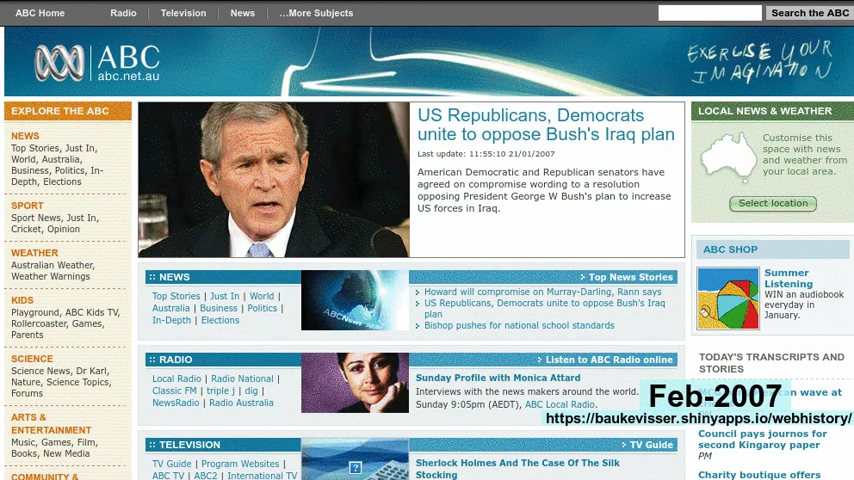 ABC Home
Radio
Television
News
...More Subjects
Search the ABC
ABC
abc.net.au
EXERCISE YOUR
IMAGINATION
EXPLORE THE ABC
NEWS
Top Stories, Just In,
World, Australia,
Business, Politics, In-
Depth, Elections
SPORT
Sport News, Just In,
Cricket, Opinion
WEATHER
Australian Weather,
Weather Warnings
KIDS
Playground, ABC Kids TV,
Rollercoaster, Games,
Parents
SCIENCE
Science News, Dr Karl,
Nature, Science Topics,
Forums
ARTS &
ENTERTAINMENT
Music, Games, Film,
Books, New Media
COMMUNITY &
US Republicans, Democrats
unite to oppose Bush's Iraq plan
Last update: 11:55:10 21/01/2007
American Democratic and Republican senators have
agreed on compromise wording to a resolution
opposing President George W Bush's plan to increase
US forces in Iraq.
:: NEWS
Top News Stories
Top Stories | Just In | World |
Australia | Business | Politics |
In-Depth | Elections
ABC News
Howard will compromise on Murray-Darling, Rann says
US Republicans, Democrats unite to oppose Bush's Iraq
plan
Bishop pushes for national school standards
:: RADIO
Listen to ABC Radio online
Local Radio | Radio National |
Classic FM | triple j | dig |
NewsRadio | Radio Australia
Sunday Profile with Monica Attard
Interviews with the news makers around the world.
Sunday 9:05pm (AEDT), ABC Local Radio.
:: TELEVISION
TV Guide
TV Guide | Program Websites |
ABC TV | ABC2 | International TV
Sherlock Holmes And The Case Of The Silk
Stocking
LOCAL NEWS & WEATHER
Customise this
space with news
and weather from
your local area.
Select location
ABC SHOP
Summer
Listening
WIN an audiobook
everyday in
January.
TODAY'S TRANSCRIPTS AND
STORIES
wave at
Council pays journos for
second Kingaroy paper
PM
Charity boutique offers
Feb-2007
https://baukevisser.shinyapps.io/webhistory/